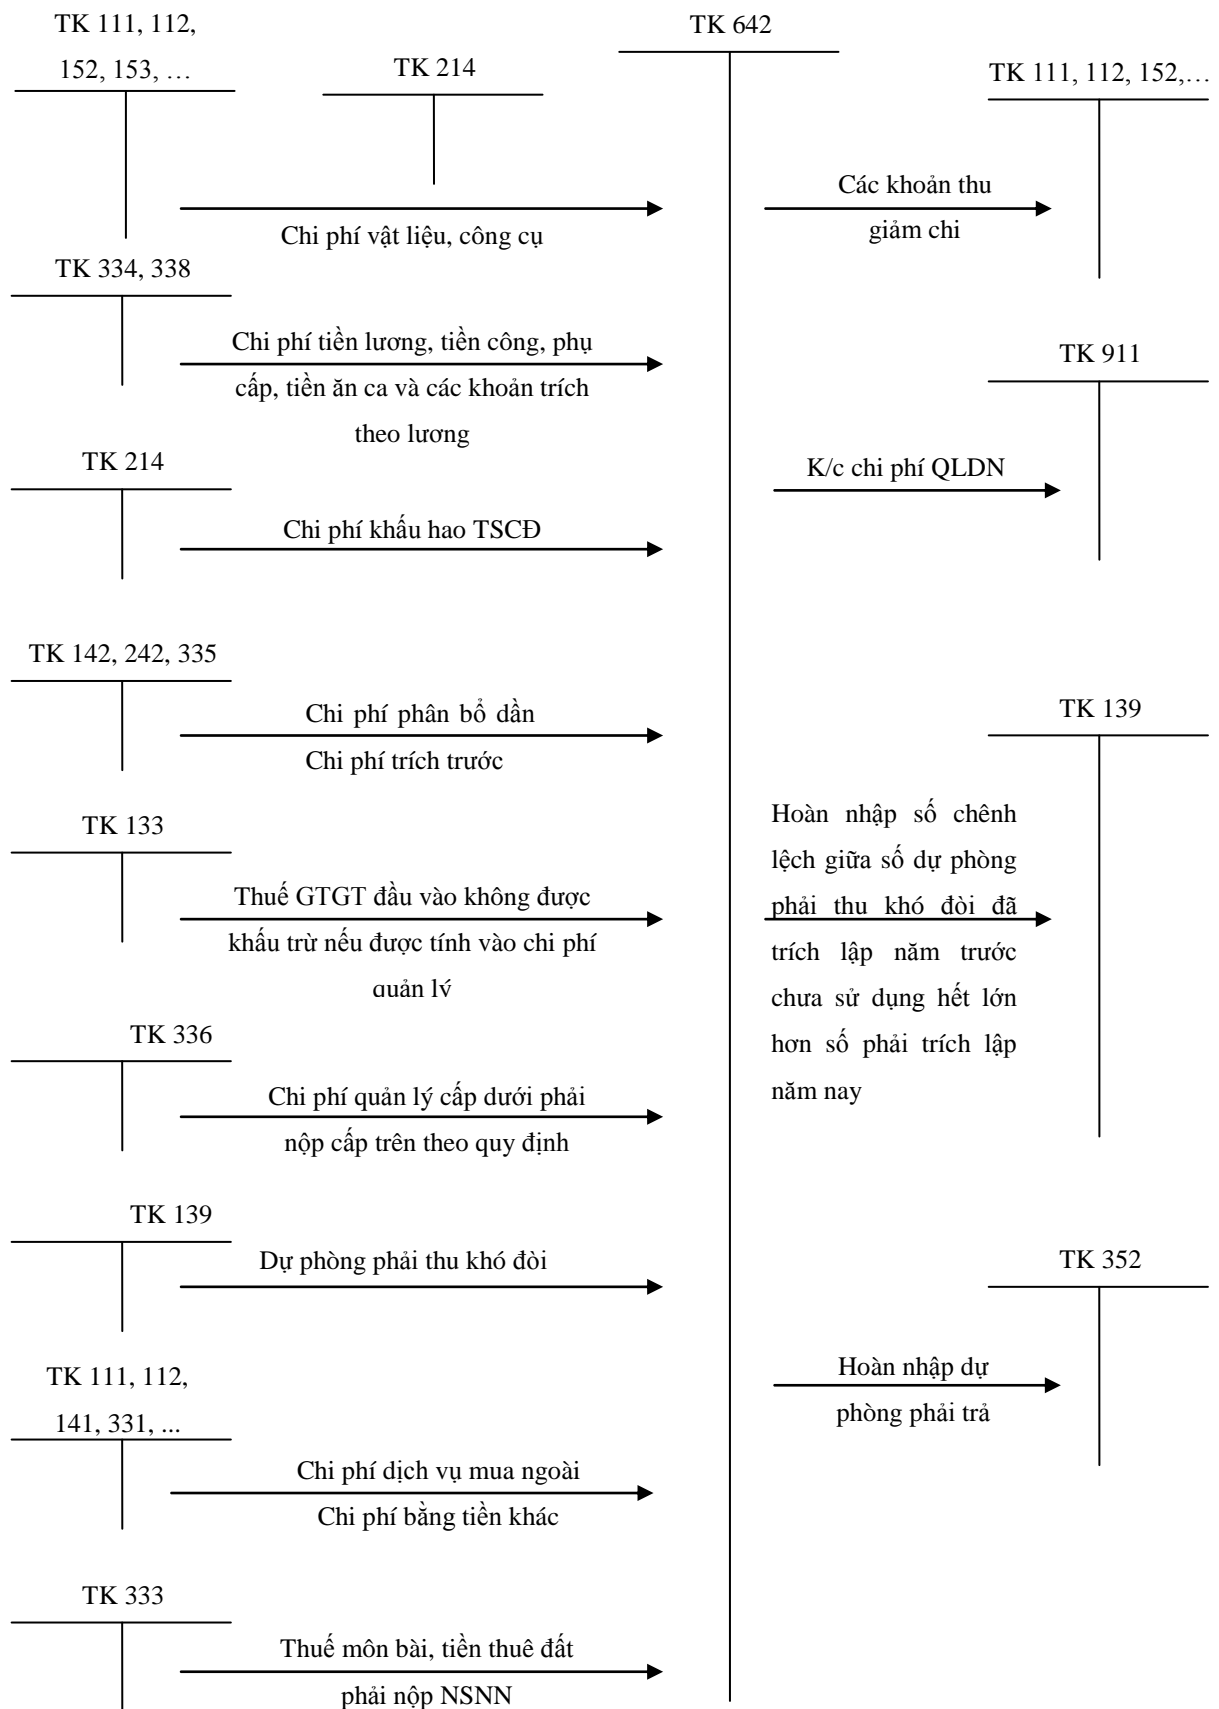 TK 111, 112,
152, 153, …
TK 214
TK 642
TK 111, 112, 152,…
Chi phí vật liệu, công cụ
Các khoản thu
giảm chi
TK 334, 338
Chi phí tiền lương, tiền công, phụ
cấp, tiền ăn ca và các khoản trích
theo lương
TK 911
K/c chi phí QLDN
TK 214
Chi phí khấu hao TSCĐ
TK 142, 242, 335
Chi phí phân bổ dần
Chi phí trích trước
TK 139
Hoàn nhập số chênh
lệch giữa số dự phòng
phải thu khó đòi đã
trích lập năm trước
chưa sử dụng hết lớn
hơn số phải trích lập
năm nay
TK 133
Thuế GTGT đầu vào không được
khấu trừ nếu được tính vào chi phí
quản lý
TK 336
Chi phí quản lý cấp dưới phải
nộp cấp trên theo quy định
TK 139
Dự phòng phải thu khó đòi
TK 352
Hoàn nhập dự
phòng phải trả
TK 111, 112,
141, 331, ...
Chi phí dịch vụ mua ngoài
Chi phí bằng tiền khác
TK 333
Thuế môn bài, tiền thuê đất
phải nộp NSNN